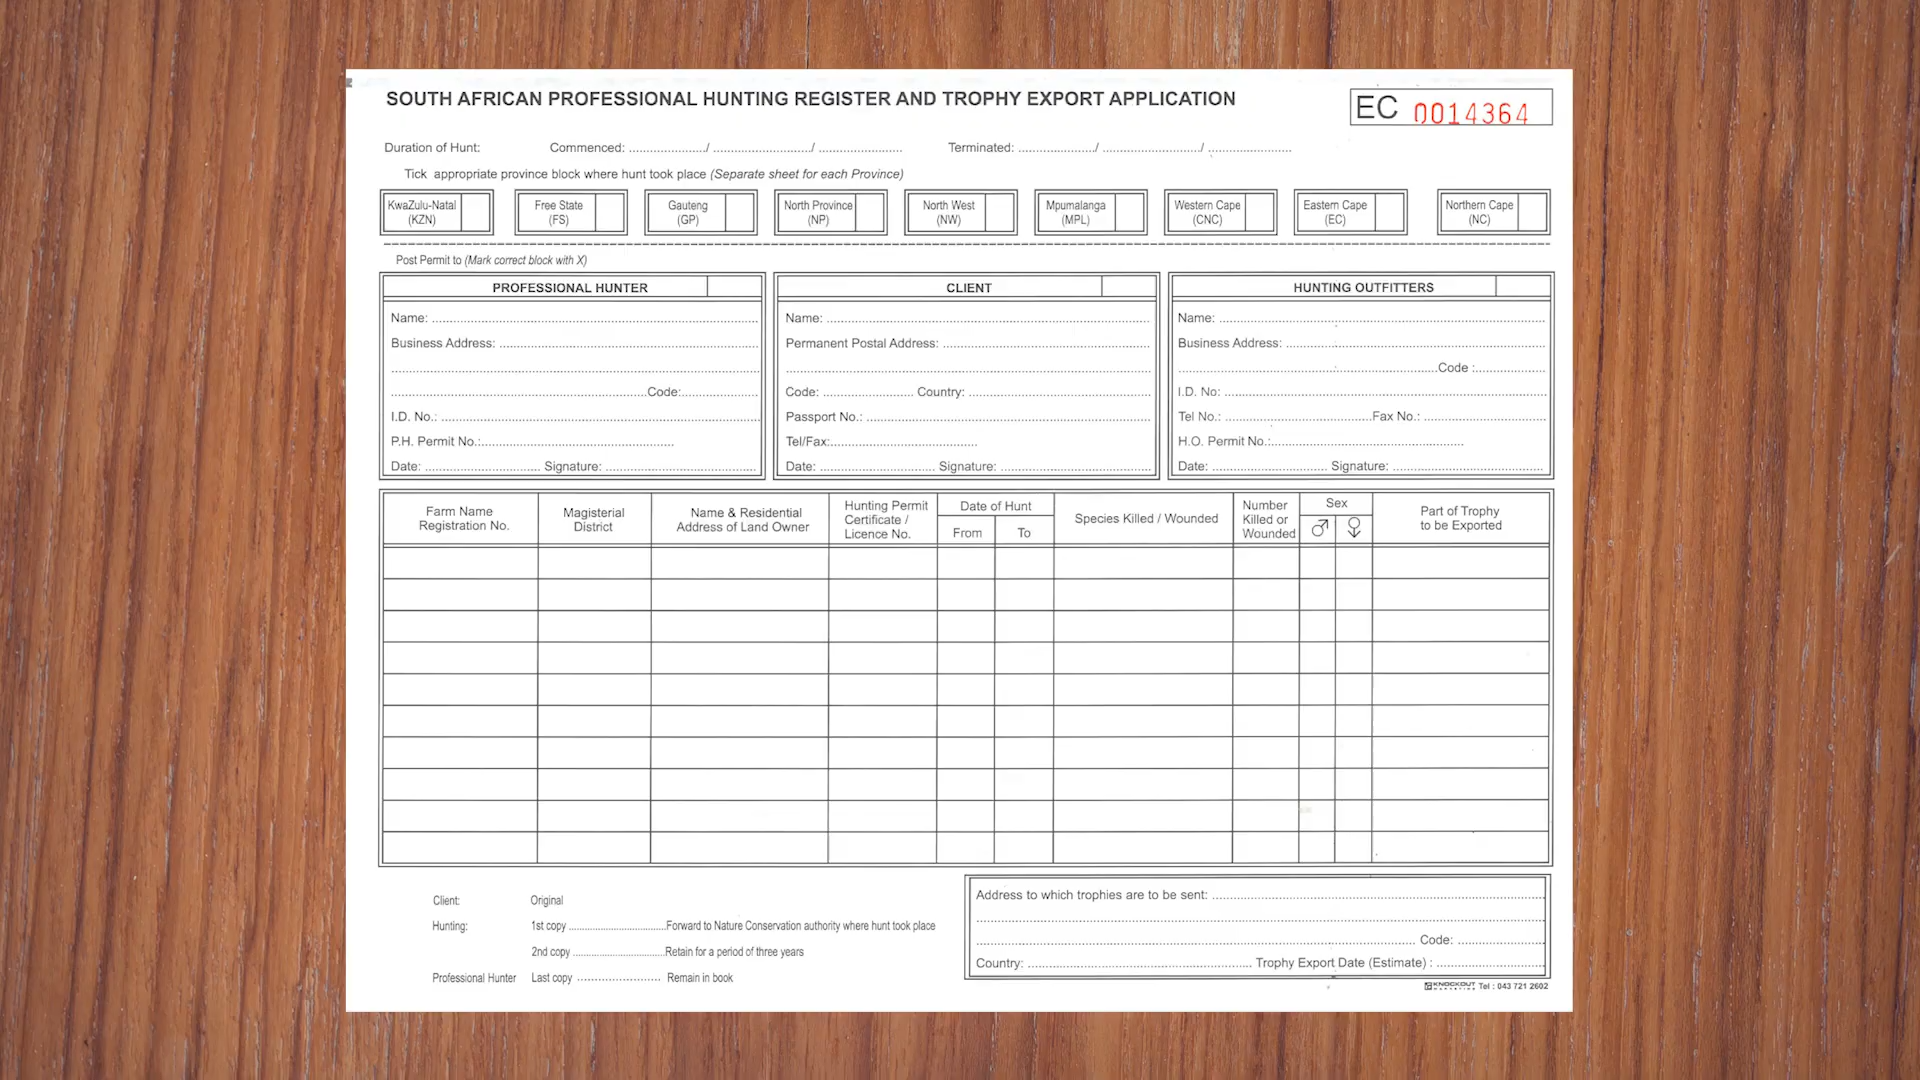 SOUTH AFRICAN PROFESSIONAL HUNTING REGISTER AND TROPHY EXPORT APPLICATION
EC 0014364
Duration of Hunt: Commenced: ...................../ ........................../ ...................... Terminated: ...................../ ........................../ ......................
Tick appropriate province block where hunt took place (Separate sheet for each Province)
KwaZulu-Natal (KZN)
Free State (FS)
Gauteng (GP)
North Province (NP)
North West (NW)
Mpumalanga (MPL)
Western Cape (CNC)
Eastern Cape (EC)
Northern Cape (NC)
Post Permit to (Mark correct block with X)
PROFESSIONAL HUNTER
Name:
Business Address:
Code:
I.D. No.:
P.H. Permit No.:
Date: Signature:
CLIENT
Name:
Permanent Postal Address:
Code: Country:
Passport No.:
Tel/Fax:
Date: Signature:
HUNTING OUTFITTERS
Name:
Business Address:
Code :
I.D. No:
Tel No.: Fax No.:
H.O. Permit No.:
Date: Signature:
Farm Name
Registration No.
Magisterial
District
Name & Residential
Address of Land Owner
Hunting Permit
Certificate /
Licence No.
Date of Hunt
From To
Species Killed / Wounded
Number
Killed or
Wounded
Sex
♂ ♀
Part of Trophy
to be Exported
Client: Original
Hunting: 1st copy Forward to Nature Conservation authority where hunt took place
2nd copy Retain for a period of three years
Professional Hunter Last copy Remain in book
Address to which trophies are to be sent:
Code:
Country: Trophy Export Date (Estimate) :
KNOCKOUT Tel : 043 721 2602